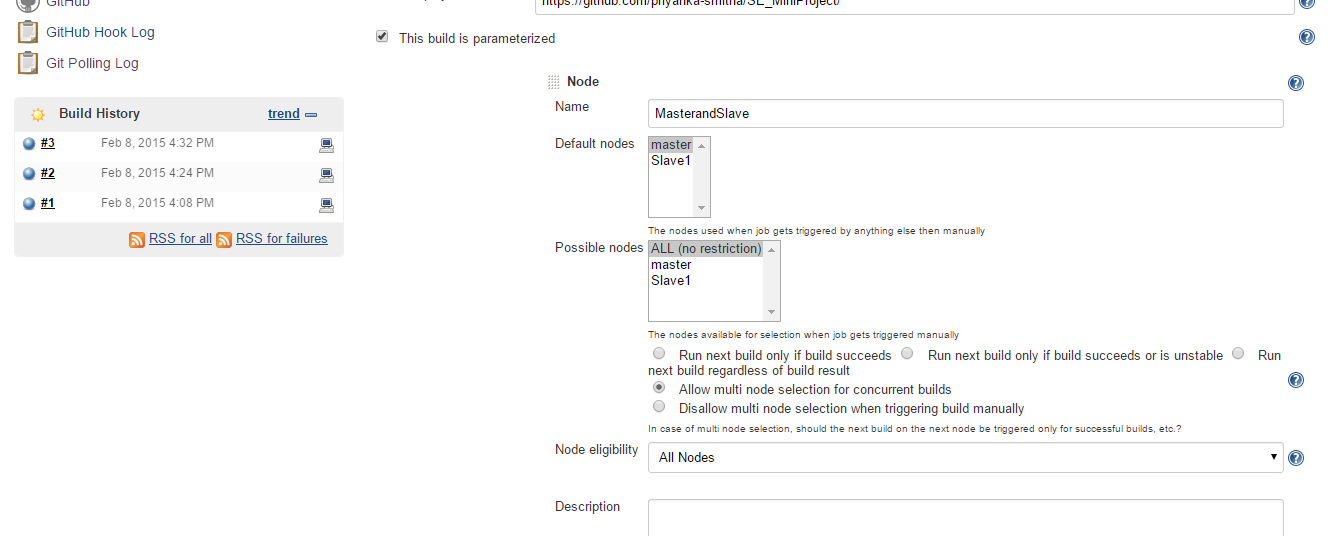 GitHub
https://github.com/priyanka-smitha/SE_MiniProject/
GitHub Hook Log
This build is parameterized
Git Polling Log
Node
Build History trend
Name MasterandSlave
#3 Feb 8, 2015 4:32 PM
Default nodes master
Slave1
#2 Feb 8, 2015 4:24 PM
#1 Feb 8, 2015 4:08 PM
The nodes used when job gets triggered by anything else then manually
RSS for all RSS for failures
Possible nodes ALL (no restriction)
master
Slave1
The nodes available for selection when job gets triggered manually
Run next build only if build succeeds Run next build only if build succeeds or is unstable Run
next build regardless of build result
Allow multi node selection for concurrent builds
Disallow multi node selection when triggering build manually
In case of multi node selection, should the next build on the next node be triggered only for successful builds, etc.?
Node eligibility All Nodes
Description